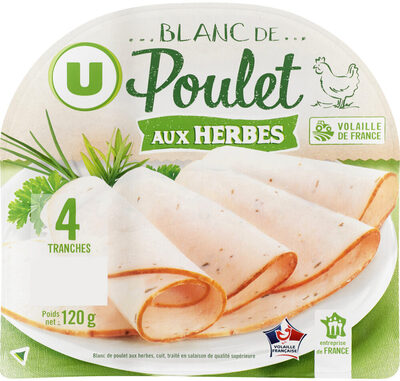 ...BLANC DE...
U
Poulet
AUX HERBES
VOLAILLE
DE FRANCE
4
TRANCHES
Poids
net : 120 g
VOLAILLE
FRANÇAISE
entreprise
de FRANCE
Blanc de poulet aux herbes, cuit, traité en salaison de qualité supérieure